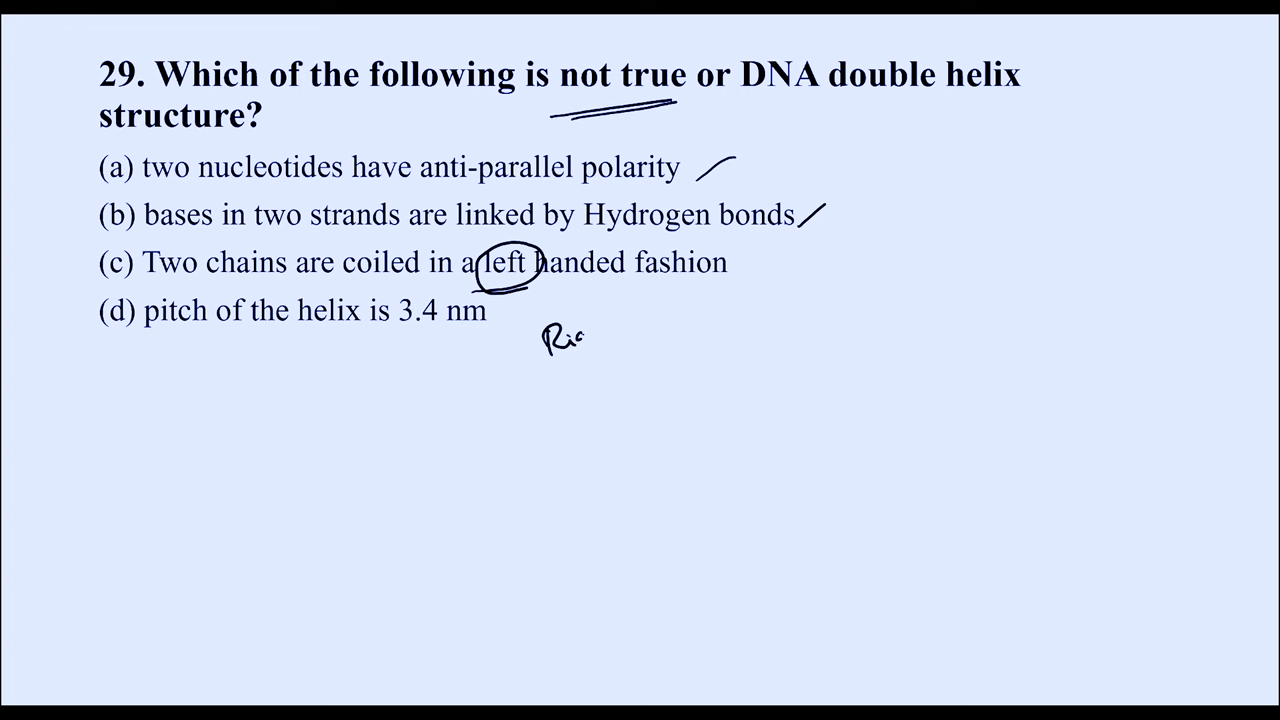 29. Which of the following is not true or DNA double helix
structure?
(a) two nucleotides have anti-parallel polarity
(b) bases in two strands are linked by Hydrogen bonds
(c) Two chains are coiled in a left handed fashion
(d) pitch of the helix is 3.4 nm